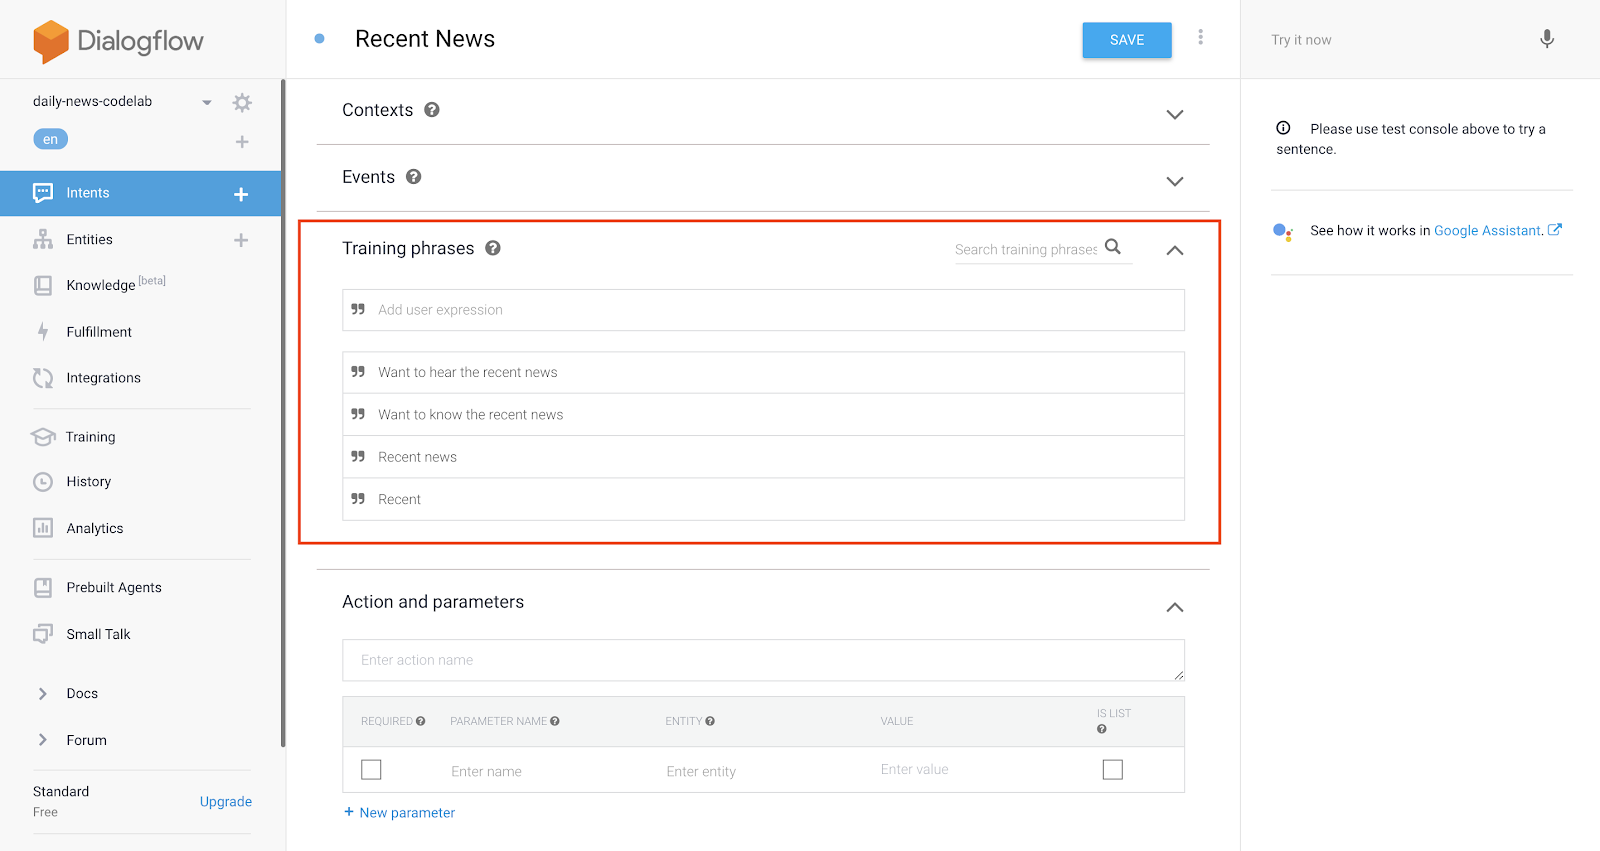 Dialogflow
daily-news-codelab
en
Intents
Entities
Knowledge [beta]
Fulfillment
Integrations
Training
History
Analytics
Prebuilt Agents
Small Talk
Docs
Forum
Standard
Free
Upgrade
Recent News
SAVE
Contexts
Events
Training phrases
Search training phrases
Add user expression
Want to hear the recent news
Want to know the recent news
Recent news
Recent
Action and parameters
Enter action name
REQUIRED PARAMETER NAME ENTITY VALUE IS LIST
Enter name Enter entity Enter value
+ New parameter
Try it now
Please use test console above to try a
sentence.
See how it works in Google Assistant.